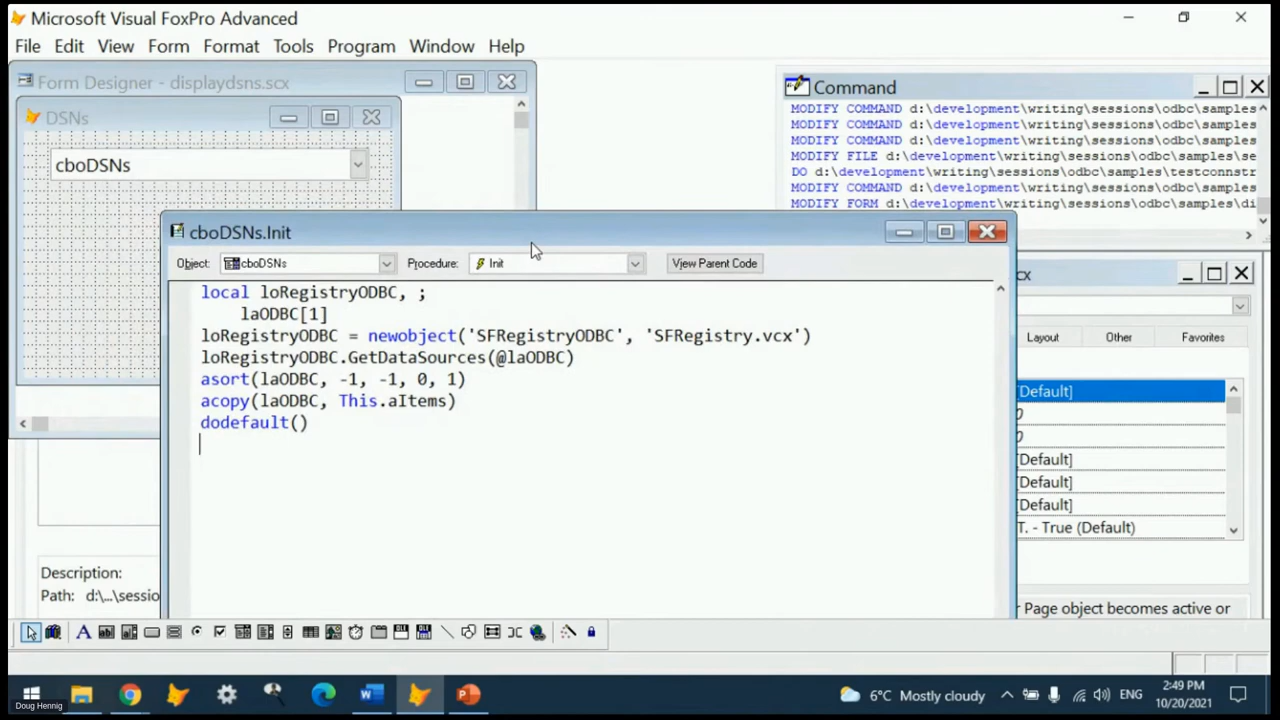 Microsoft Visual FoxPro Advanced
File Edit View Form Format Tools Program Window Help
Form Designer - displaydsns.scx
DSNs
cboDSNs
Command
MODIFY COMMAND d:\development\writing\sessions\odbc\samples
MODIFY COMMAND d:\development\writing\sessions\odbc\samples
MODIFY COMMAND d:\development\writing\sessions\odbc\samples
MODIFY FILE d:\development\writing\sessions\odbc\samples\se
DO d:\development\writing\sessions\odbc\samples\testconnstr
MODIFY COMMAND d:\development\writing\sessions\odbc\samples
MODIFY FORM d:\development\writing\sessions\odbc\samples\di
cboDSNs.Init
Object: cboDSNs Procedure: Init View Parent Code
local loRegistryODBC, ;
laODBC[1]
loRegistryODBC = newobject('SFRegistryODBC', 'SFRegistry.vcx')
loRegistryODBC.GetDataSources(@laODBC)
asort(laODBC, -1, -1, 0, 1)
acopy(laODBC, This.aItems)
dodefault()
cx
Layout Other Favorites
[Default]
0
0
[Default]
[Default]
[Default]
T. - True (Default)
Description:
Path: d:\...\sessio
r Page object becomes active or
6°C Mostly cloudy ENG
2:49 PM
10/20/2021
Doug Hennig